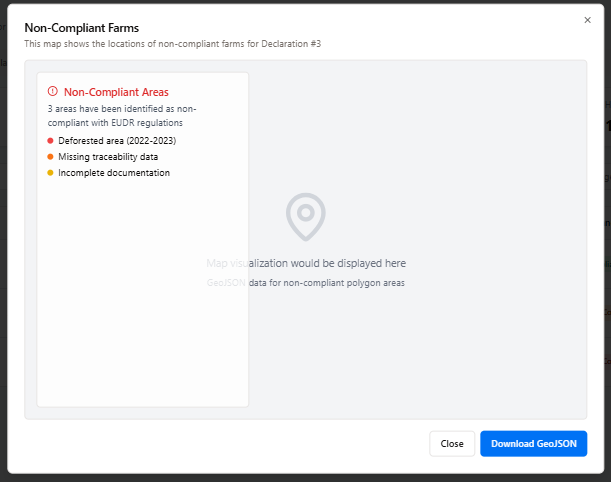 Non-Compliant Farms
This map shows the locations of non-compliant farms for Declaration #3
Non-Compliant Areas
3 areas have been identified as non-
compliant with EUDR regulations
Deforested area (2022-2023)
Missing traceability data
Incomplete documentation
Map visualization would be displayed here
GeoJSON data for non-compliant polygon areas
Close
Download GeoJSON